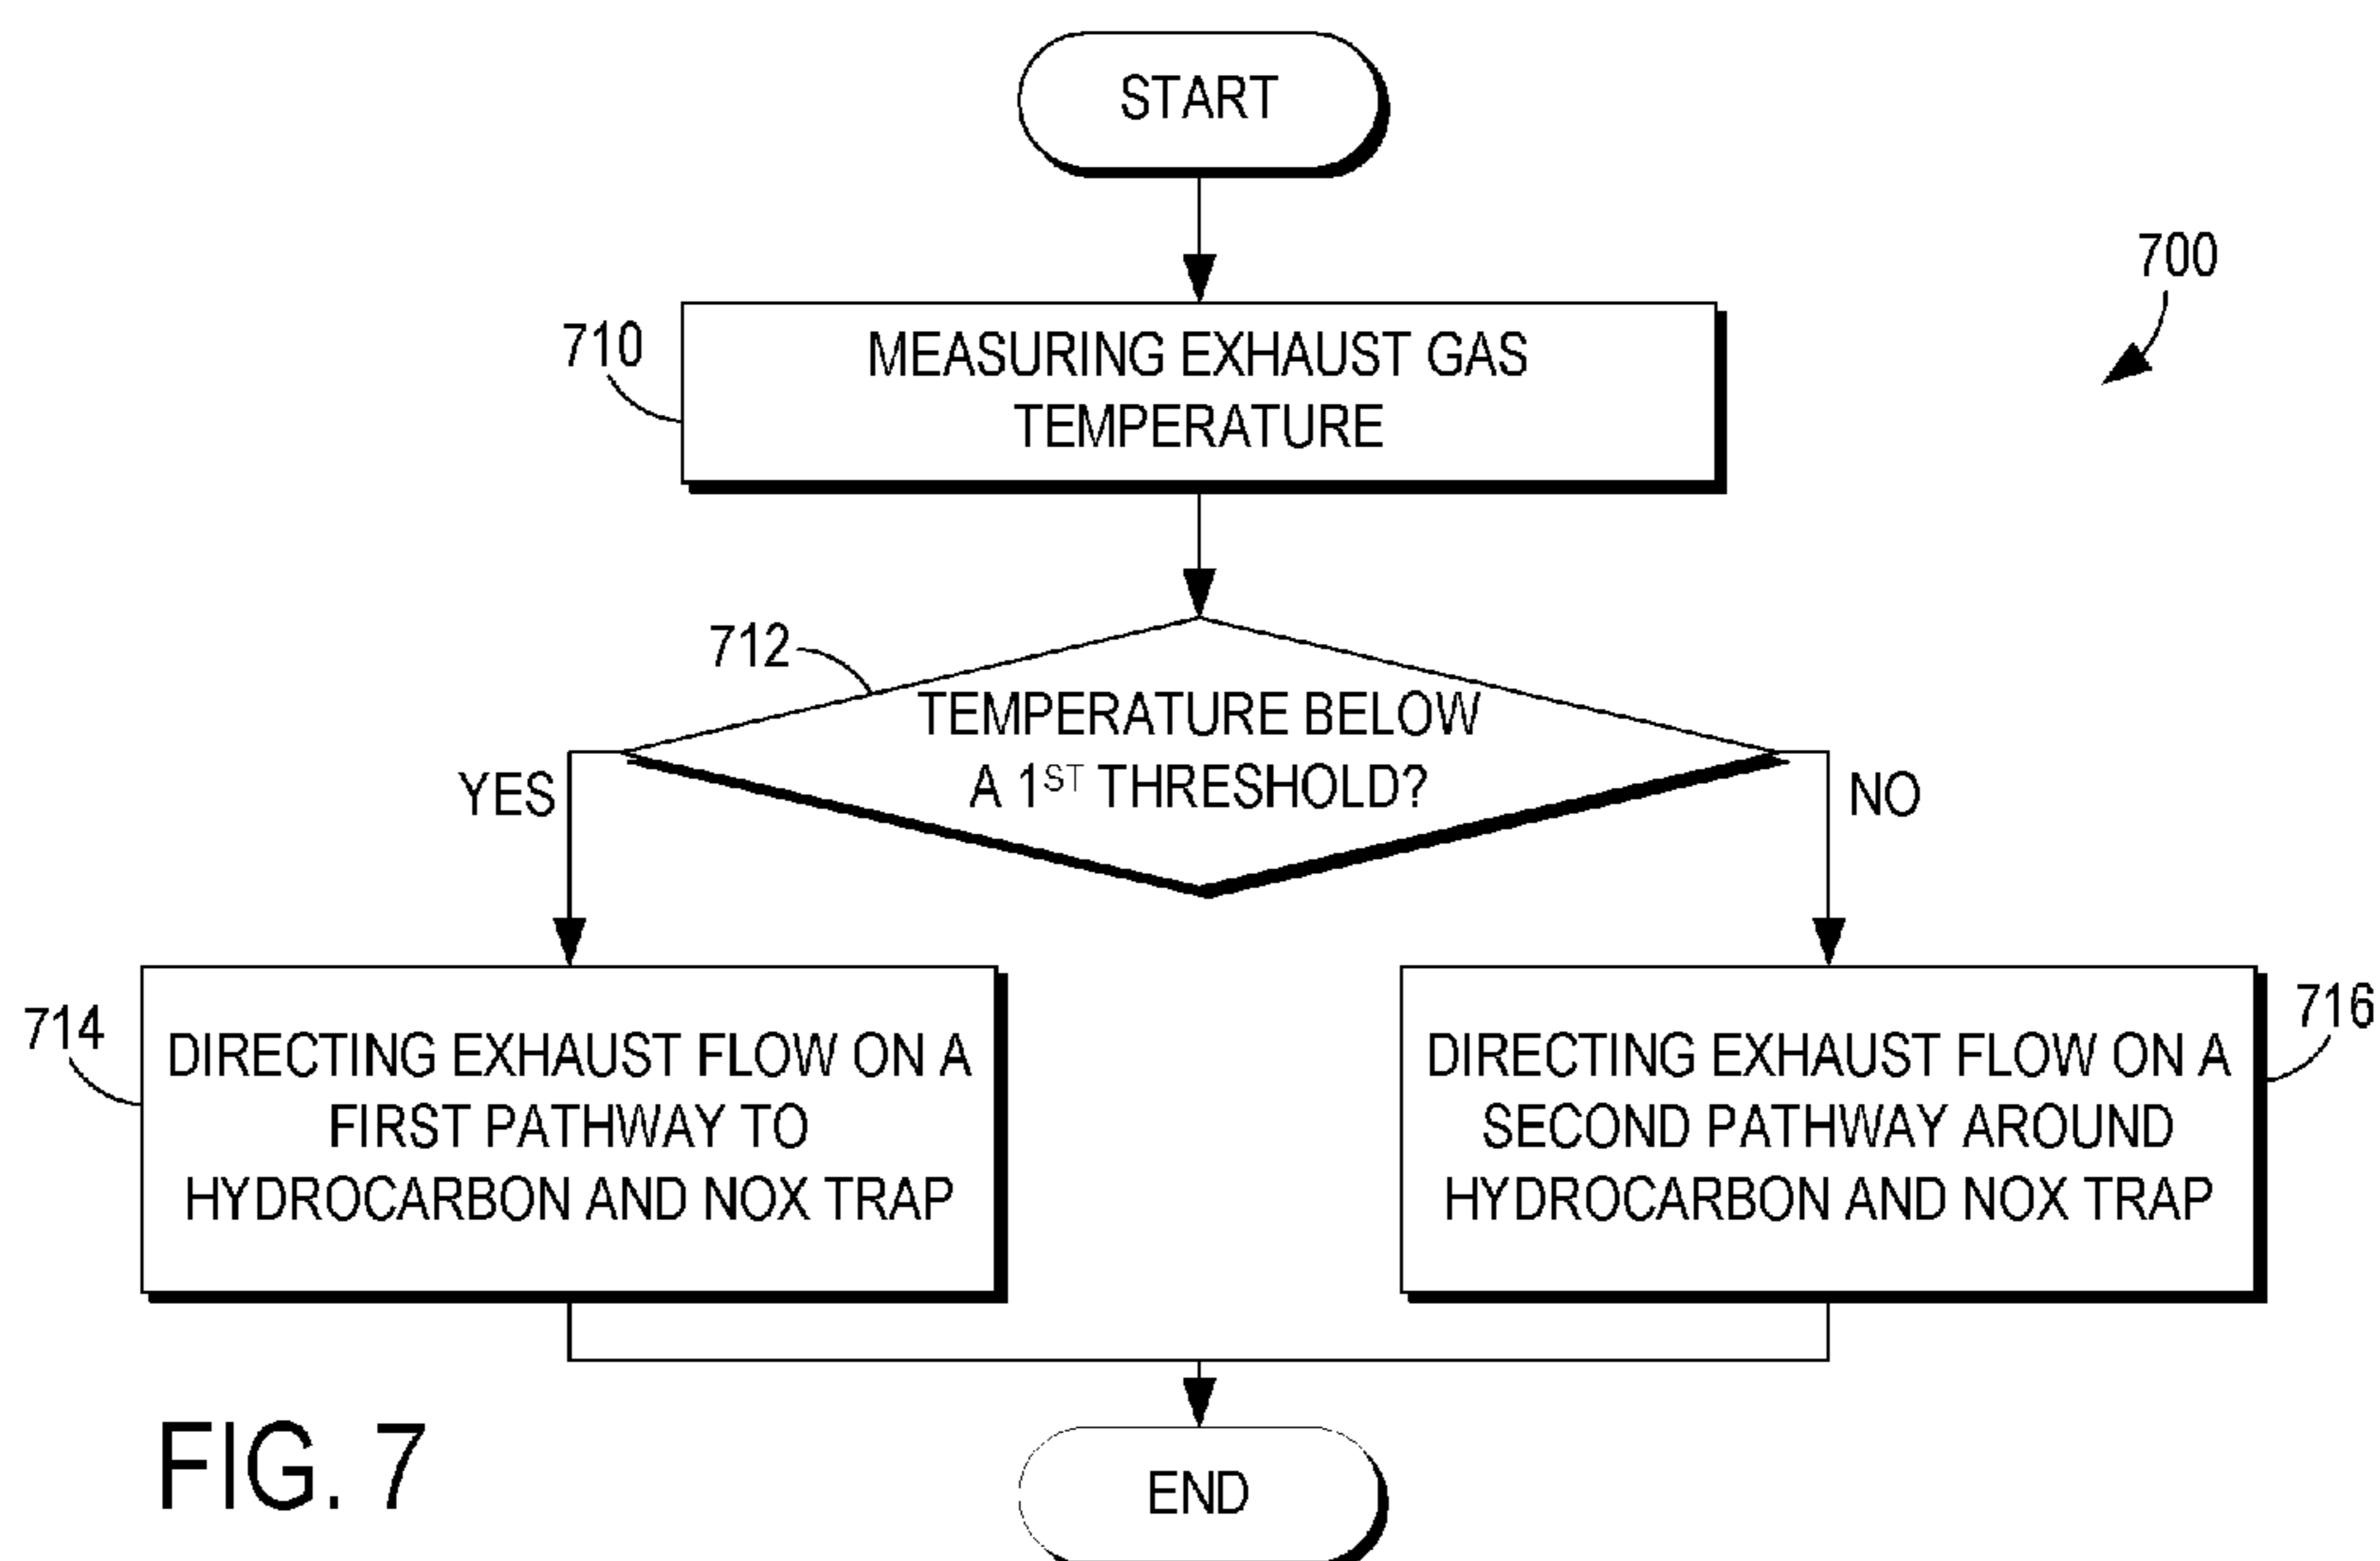 START
700
710
MEASURING EXHAUST GAS
TEMPERATURE
712
TEMPERATURE BELOW
A 1ST THRESHOLD?
YES
NO
714
DIRECTING EXHAUST FLOW ON A
FIRST PATHWAY TO
HYDROCARBON AND NOX TRAP
716
DIRECTING EXHAUST FLOW ON A
SECOND PATHWAY AROUND
HYDROCARBON AND NOX TRAP
END
FIG. 7